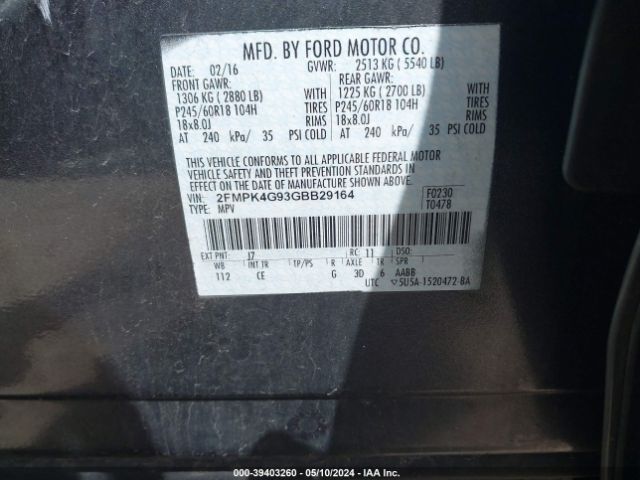 MFD. BY FORD MOTOR CO.
DATE: 02/16 GVWR: 2513 KG ( 5540 LB)
FRONT GAWR: REAR GAWR:
1306 KG ( 2880 LB) WITH 1225 KG ( 2700 LB) WITH
P245/60R18 104H TIRES P245/60R18 104H TIRES
18x8.0J RIMS 18x8.0J RIMS
AT 240 kPa/ 35 PSI COLD AT 240 kPa/ 35 PSI COLD
THIS VEHICLE CONFORMS TO ALL APPLICABLE FEDERAL MOTOR
VEHICLE SAFETY AND THEFT PREVENTION STANDARDS IN
EFFECT ON THE DATE OF MANUFACTURE SHOWN ABOVE.
VIN: 2FMPK4G93GBB29164 F0230
TYPE: MPV T0478
EXT PNT: J7 RC: 11 DSO:
WB INT TR TP/PS R AXLE TR SPR
112 CE G 3D 6 AABB
UTC ▽5U5A-1520472-BA
000-39403260 - 05/10/2024 - IAA Inc.